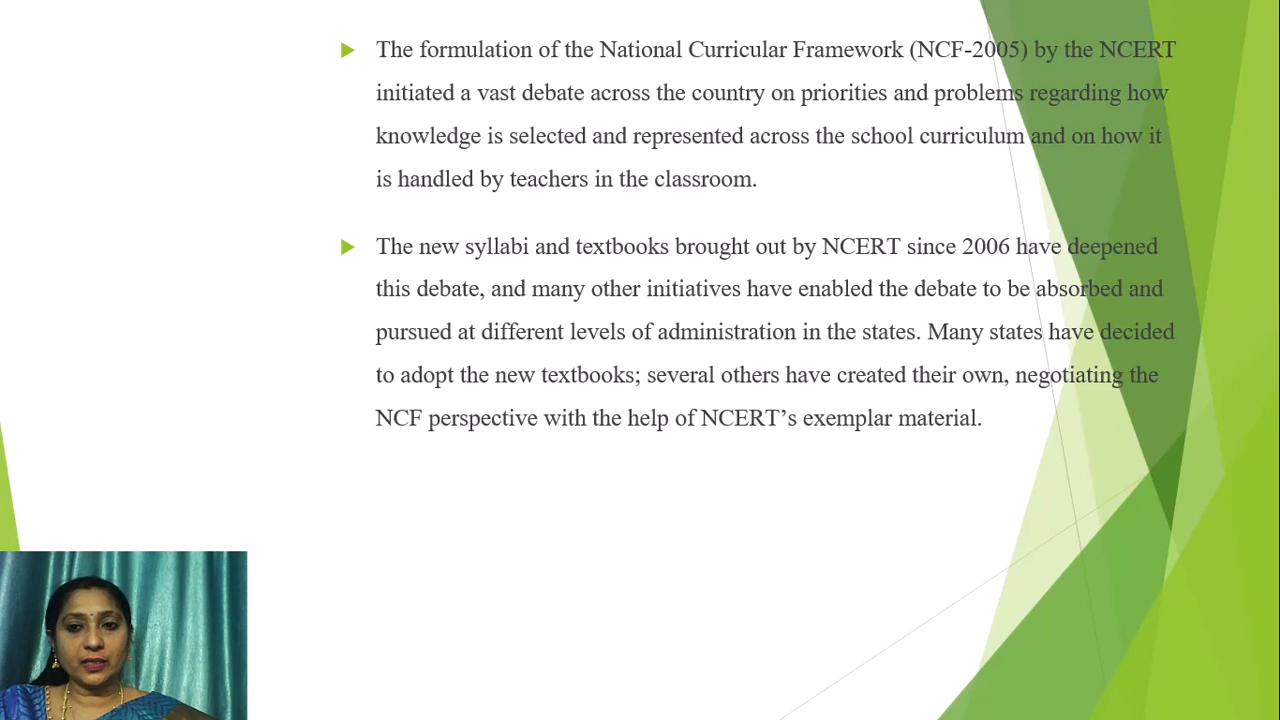 The formulation of the National Curricular Framework (NCF-2005) by the NCERT
initiated a vast debate across the country on priorities and problems regarding how
knowledge is selected and represented across the school curriculum and on how it
is handled by teachers in the classroom.
The new syllabi and textbooks brought out by NCERT since 2006 have deepened
this debate, and many other initiatives have enabled the debate to be absorbed and
pursued at different levels of administration in the states. Many states have decided
to adopt the new textbooks; several others have created their own, negotiating the
NCF perspective with the help of NCERT’s exemplar material.